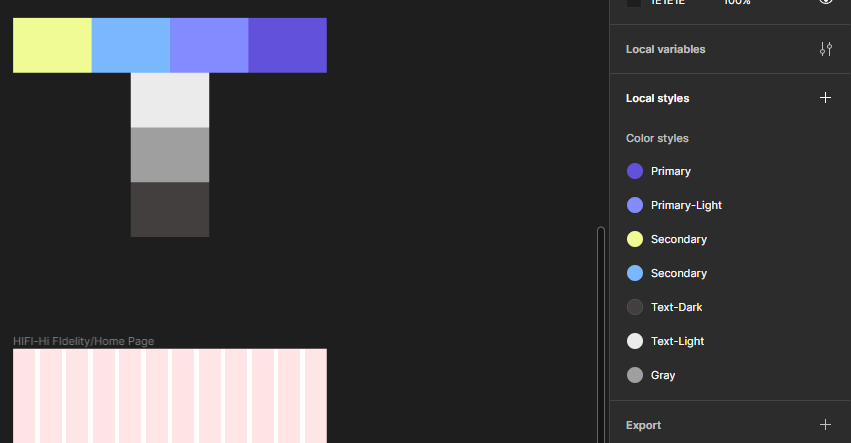 1E1E1E 100%
Local variables
Local styles
Color styles
Primary
Primary-Light
Secondary
Secondary
Text-Dark
Text-Light
Gray
HIFI-Hi FIdelity/Home Page
Export